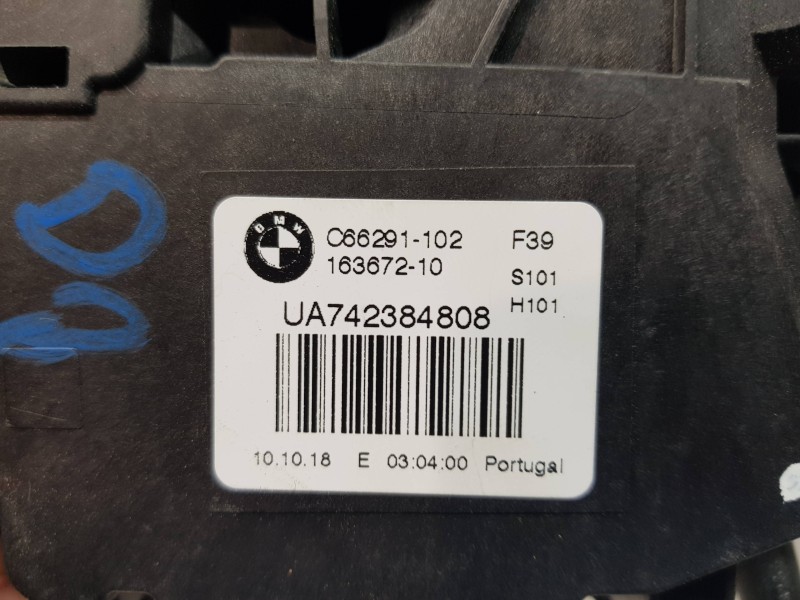 BMW
C66291-102 F39
163672-10 S101
H101
UA742384808
10.10.18 E 03:04:00 Portugal